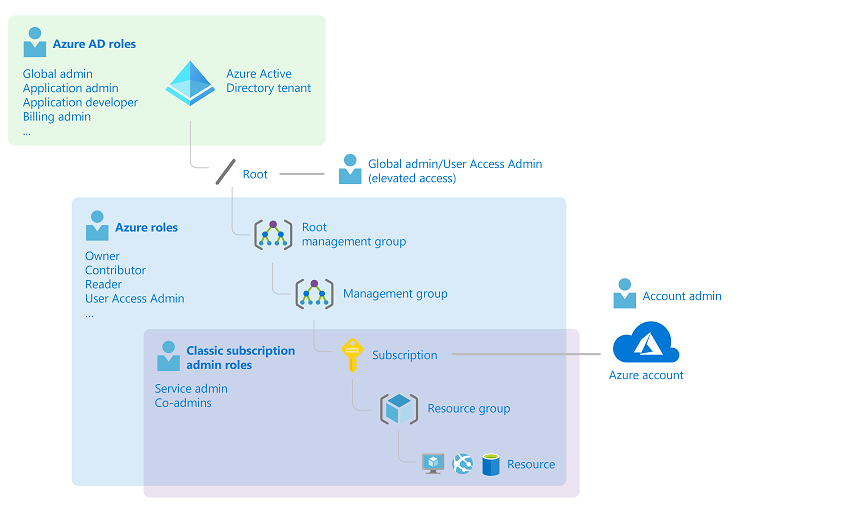 Azure AD roles
Global admin
Application admin
Application developer
Billing admin
...
Azure Active
Directory tenant
Root
Global admin/User Access Admin
(elevated access)
Azure roles
Owner
Contributor
Reader
User Access Admin
...
Root
management group
Management group
Account admin
Classic subscription
admin roles
Service admin
Co-admins
Subscription
Azure account
Resource group
Resource